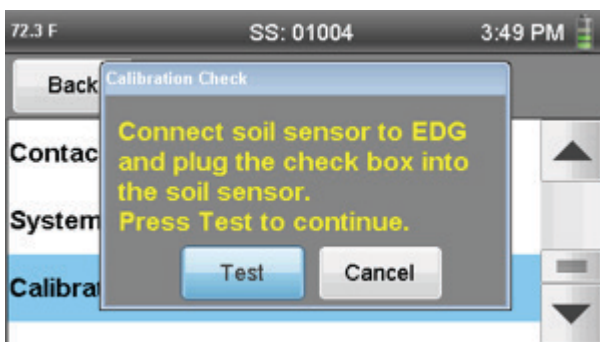 72.3 F SS: 01004 3:49 PM
Back
Calibration Check
Connect soil sensor to EDG
and plug the check box into
the soil sensor.
Press Test to continue.
Contac
System
Calibra
Test Cancel